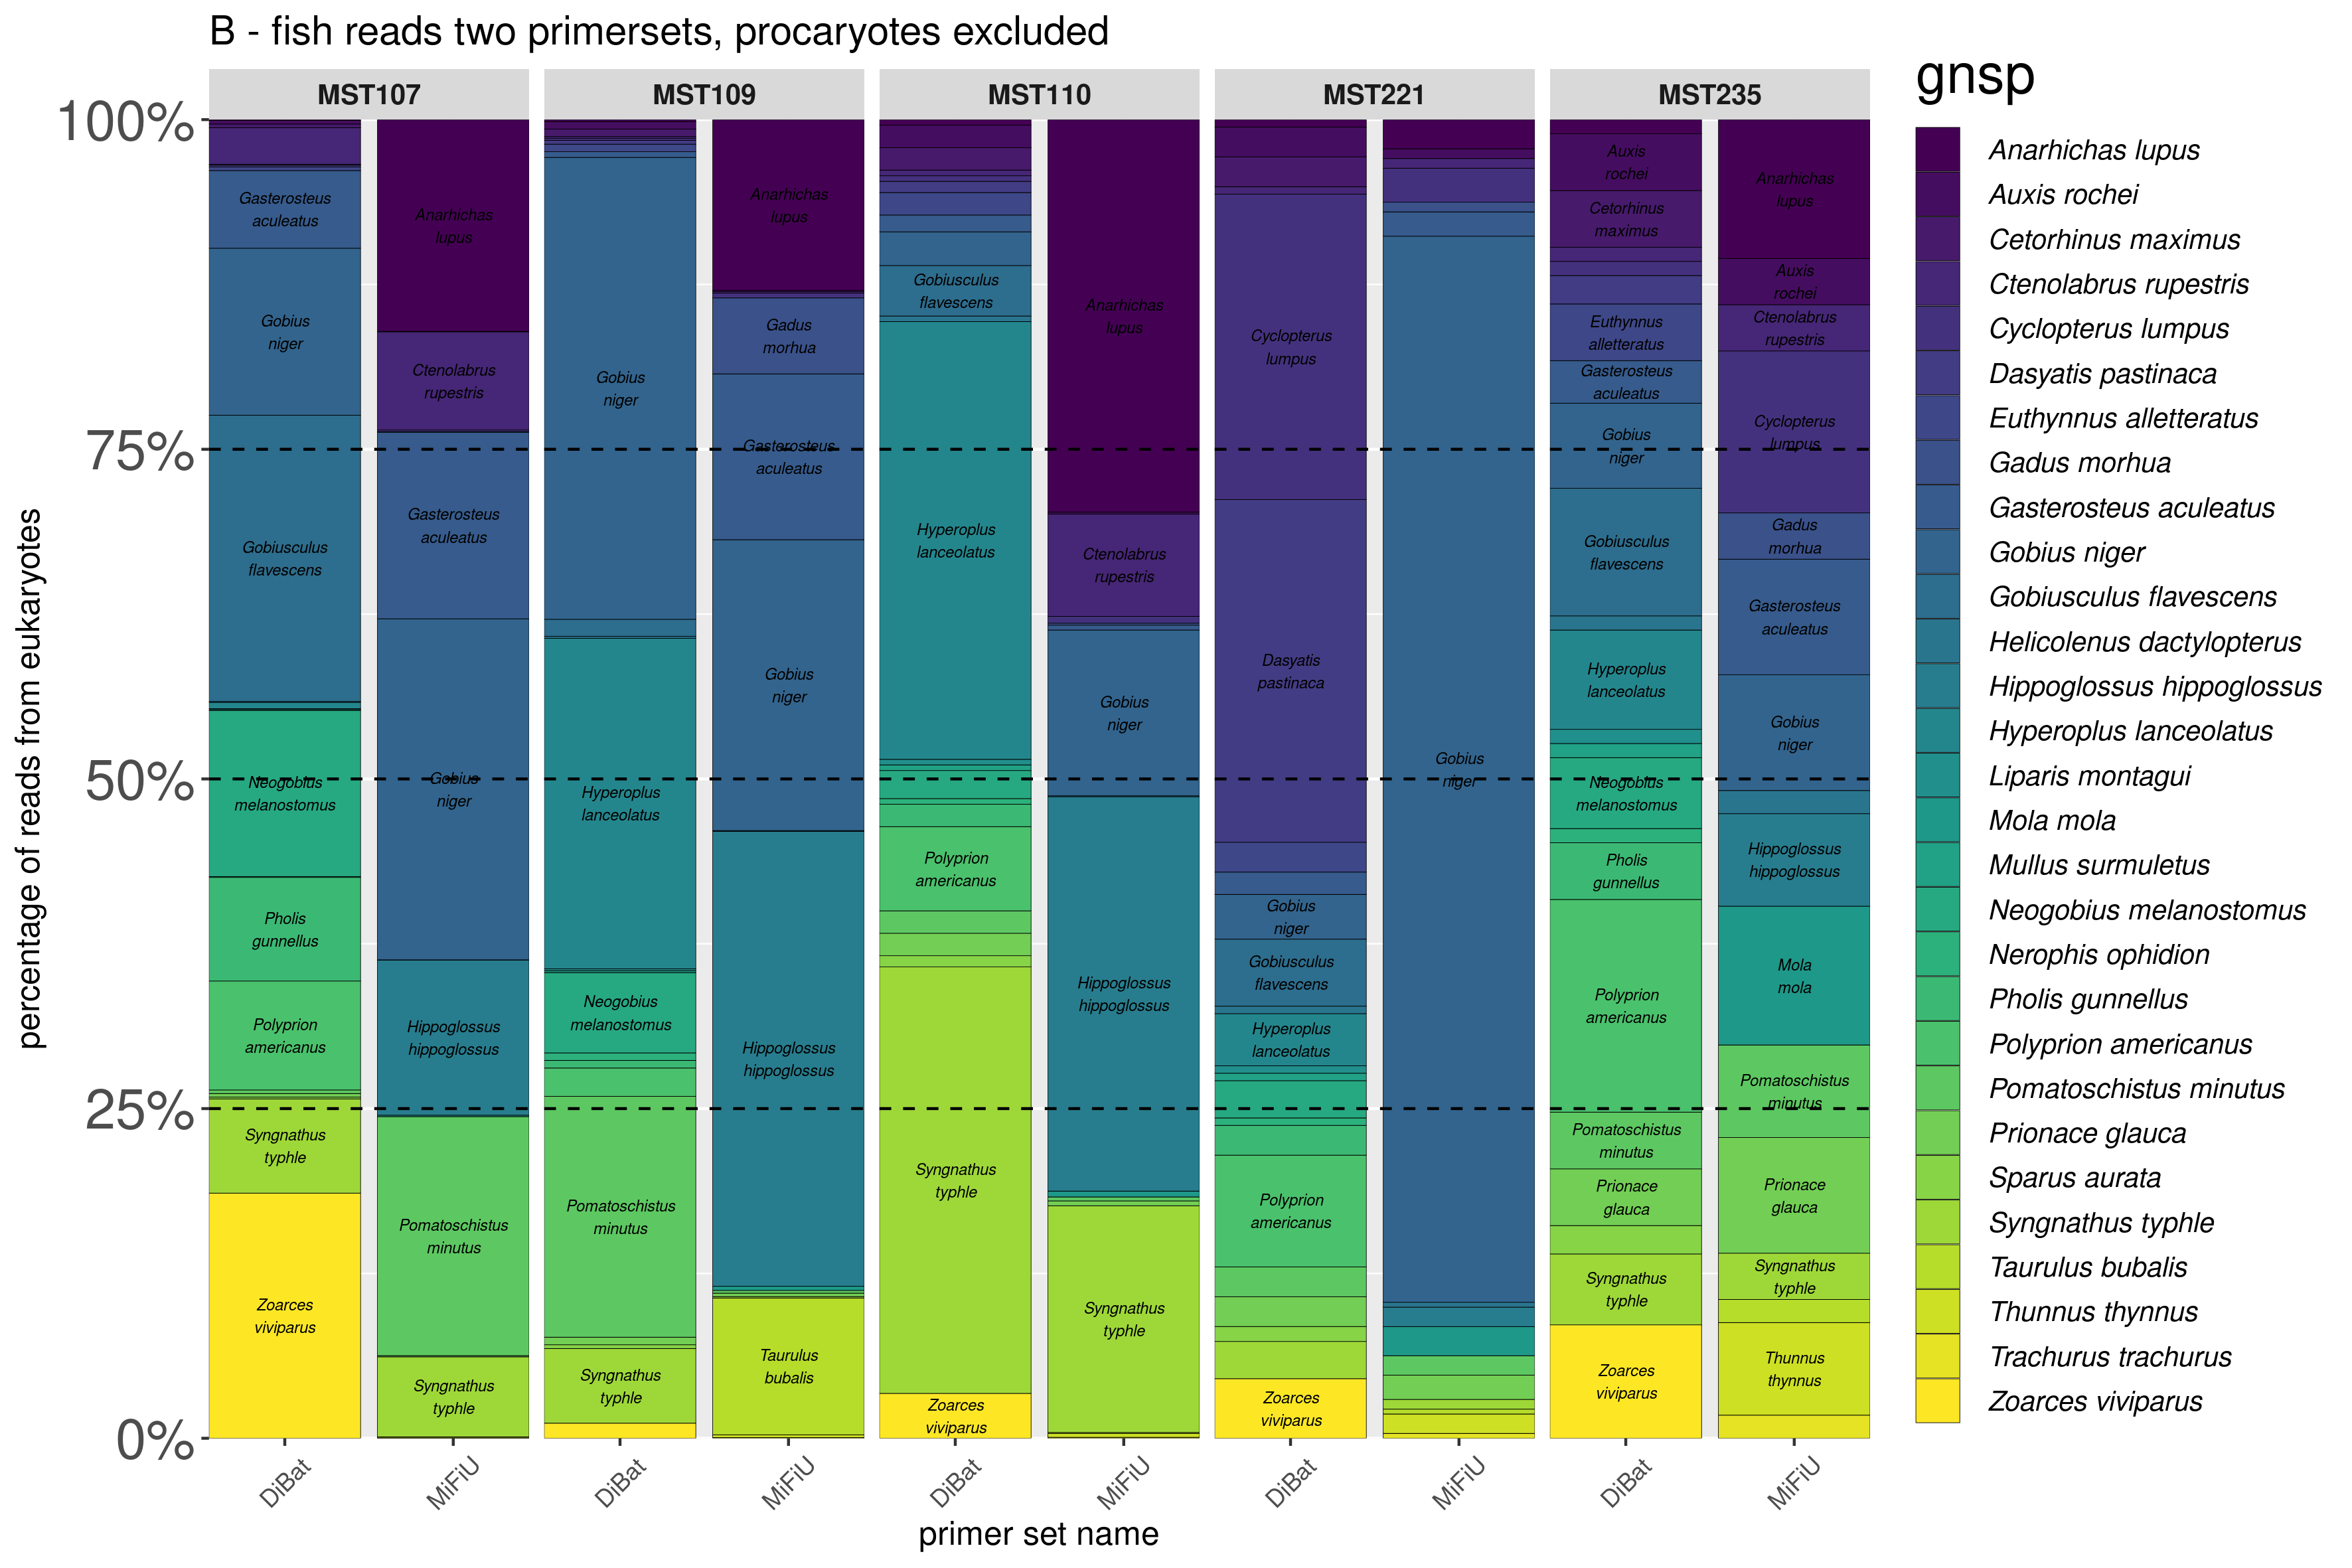 B - fish reads two primersets, procaryotes excluded
MST107
MST109
MST110
MST221
MST235
percentage of reads from eukaryotes
100%
75%
50%
25%
0%
Gasterosteus
aculeatus
Gobius
niger
Gobiusculus
flavescens
Neogobius
melanostomus
Pholis
gunnellus
Polyprion
americanus
Syngnathus
typhle
Zoarces
viviparus
Anarhichas
lupus
Ctenolabrus
rupestris
Gasterosteus
aculeatus
Gobius
niger
Hippoglossus
hippoglossus
Pomatoschistus
minutus
Syngnathus
typhle
Gobius
niger
Hyperoplus
lanceolatus
Neogobius
melanostomus
Pomatoschistus
minutus
Syngnathus
typhle
Anarhichas
lupus
Gadus
morhua
Gasterosteus
aculeatus
Gobius
niger
Hippoglossus
hippoglossus
Taurulus
bubalis
Gobiusculus
flavescens
Hyperoplus
lanceolatus
Polyprion
americanus
Syngnathus
typhle
Zoarces
viviparus
Anarhichas
lupus
Ctenolabrus
rupestris
Gobius
niger
Hippoglossus
hippoglossus
Syngnathus
typhle
Cyclopterus
lumpus
Dasyatis
pastinaca
Gobius
niger
Gobiusculus
flavescens
Hyperoplus
lanceolatus
Polyprion
americanus
Zoarces
viviparus
Gobius
niger
Auxis
rochei
Cetorhinus
maximus
Euthynnus
alletteratus
Gasterosteus
aculeatus
Gobius
niger
Gobiusculus
flavescens
Hyperoplus
lanceolatus
Neogobius
melanostomus
Pholis
gunnellus
Polyprion
americanus
Pomatoschistus
minutus
Prionace
glauca
Syngnathus
typhle
Zoarces
viviparus
Anarhichas
lupus
Auxis
rochei
Ctenolabrus
rupestris
Cyclopterus
lumpus
Gadus
morhua
Gasterosteus
aculeatus
Gobius
niger
Hippoglossus
hippoglossus
Mola
mola
Pomatoschistus
minutus
Prionace
glauca
Syngnathus
typhle
Thunnus
thynnus
DiBat
MiFiU
DiBat
MiFiU
DiBat
MiFiU
DiBat
MiFiU
DiBat
MiFiU
primer set name
gnsp
Anarhichas lupus
Auxis rochei
Cetorhinus maximus
Ctenolabrus rupestris
Cyclopterus lumpus
Dasyatis pastinaca
Euthynnus alletteratus
Gadus morhua
Gasterosteus aculeatus
Gobius niger
Gobiusculus flavescens
Helicolenus dactylopterus
Hippoglossus hippoglossus
Hyperoplus lanceolatus
Liparis montagui
Mola mola
Mullus surmuletus
Neogobius melanostomus
Nerophis ophidion
Pholis gunnellus
Polyprion americanus
Pomatoschistus minutus
Prionace glauca
Sparus aurata
Syngnathus typhle
Taurulus bubalis
Thunnus thynnus
Trachurus trachurus
Zoarces viviparus